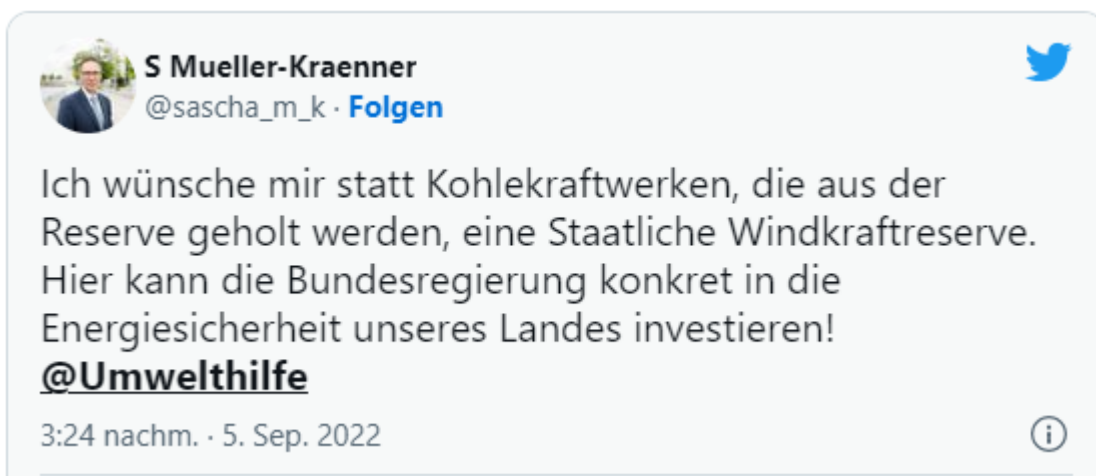 S Mueller-Kraenner
@sascha_m_k · Folgen
Ich wünsche mir statt Kohlekraftwerken, die aus der
Reserve geholt werden, eine Staatliche Windkraftreserve.
Hier kann die Bundesregierung konkret in die
Energiesicherheit unseres Landes investieren!
@Umwelthilfe
3:24 nachm. · 5. Sep. 2022